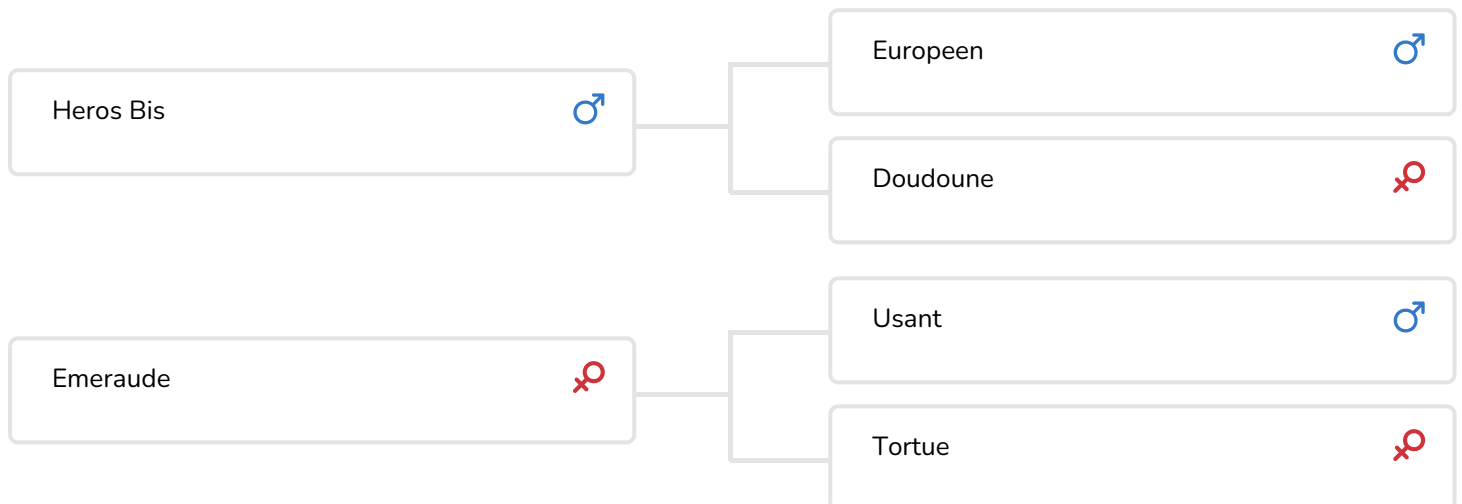 Heros Bis
Europeen
Doudoune
Emeraude
Usant
Tortue